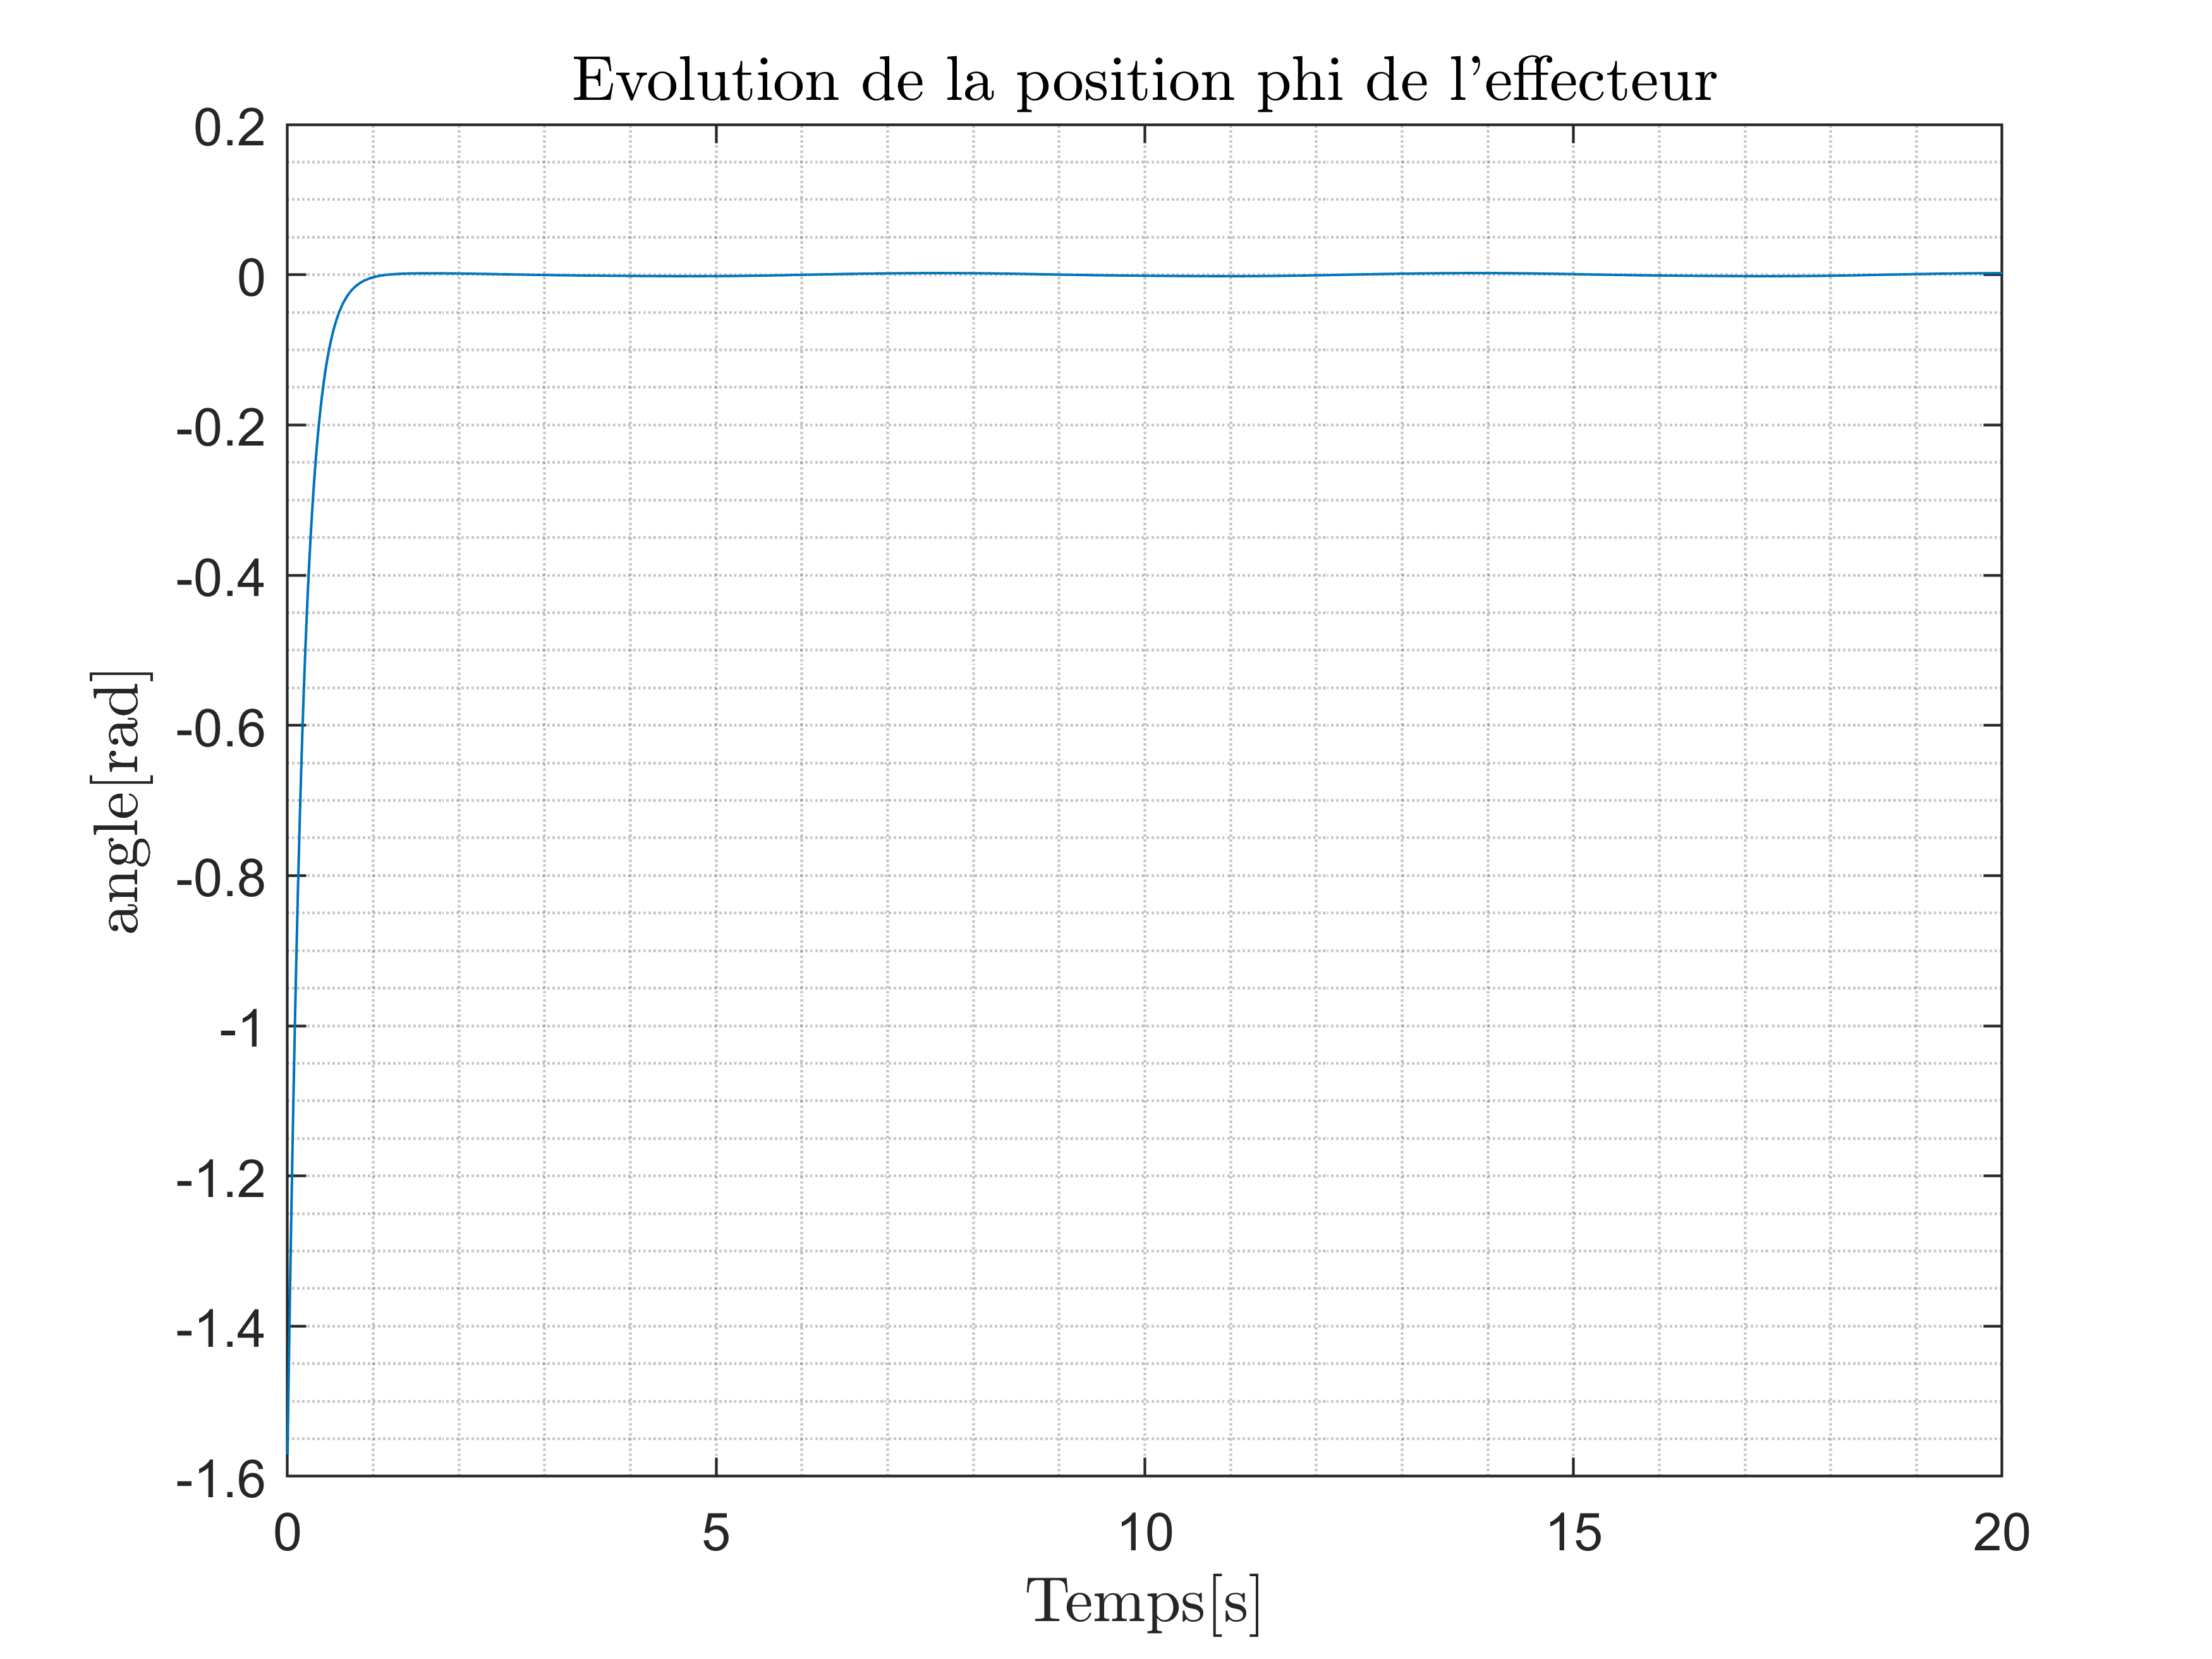 Evolution de la position phi de l'effecteur
0.2
0
-0.2
-0.4
-0.6
-0.8
-1
-1.2
-1.4
-1.6
angle[rad]
0 5 10 15 20
Temps[s]